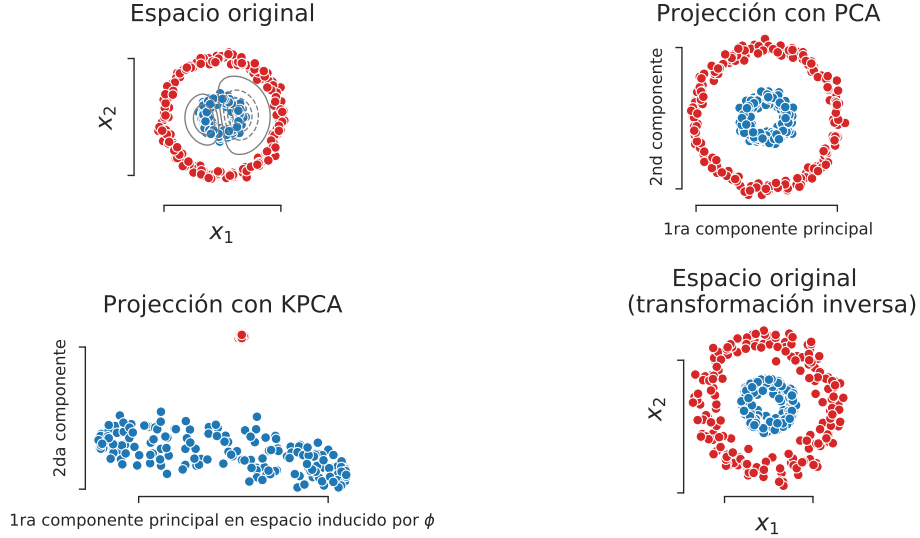 Espacio original
x2
x1
Projección con PCA
2nd componente
1ra componente principal
Projección con KPCA
2da componente
1ra componente principal en espacio inducido por ϕ
Espacio original
(transformación inversa)
x2
x1